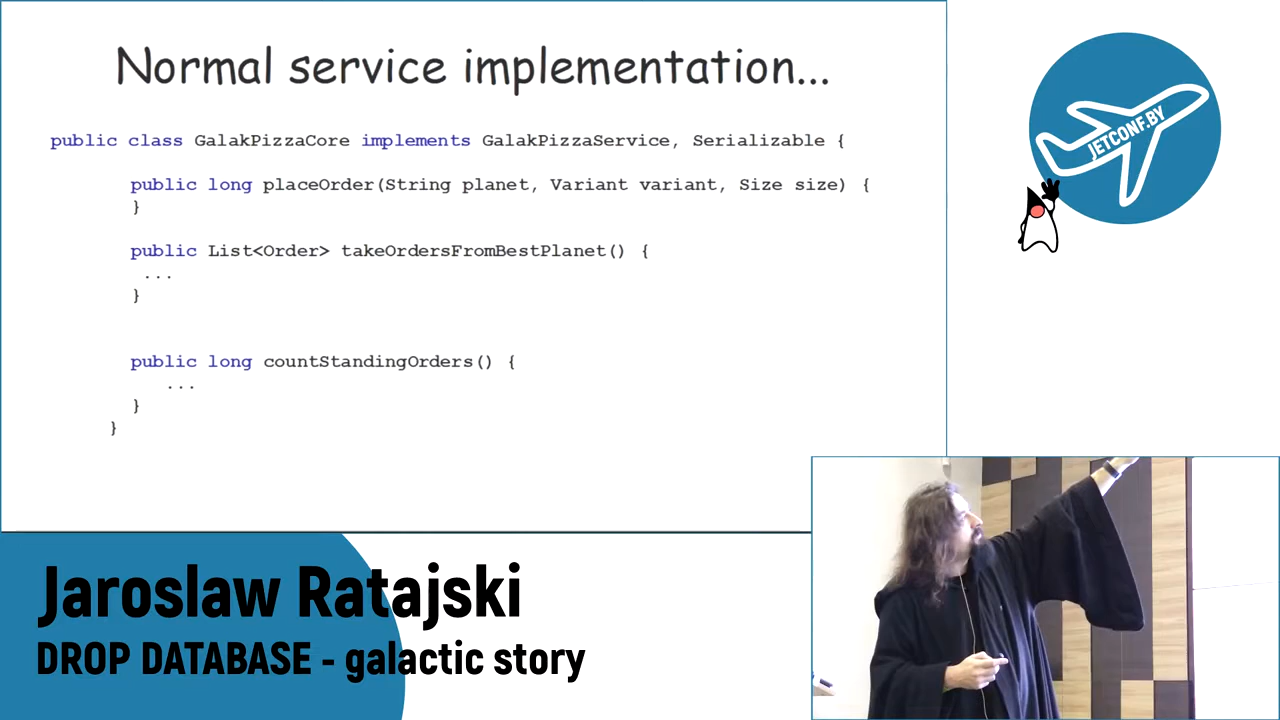 Normal service implementation...
public class GalakPizzaCore implements GalakPizzaService, Serializable {
public long placeOrder(String planet, Variant variant, Size size) {
}
public List<Order> takeOrdersFromBestPlanet() {
...
}
public long countStandingOrders() {
...
}
}
JETCONF.BY
Jaroslaw Ratajski
DROP DATABASE - galactic story